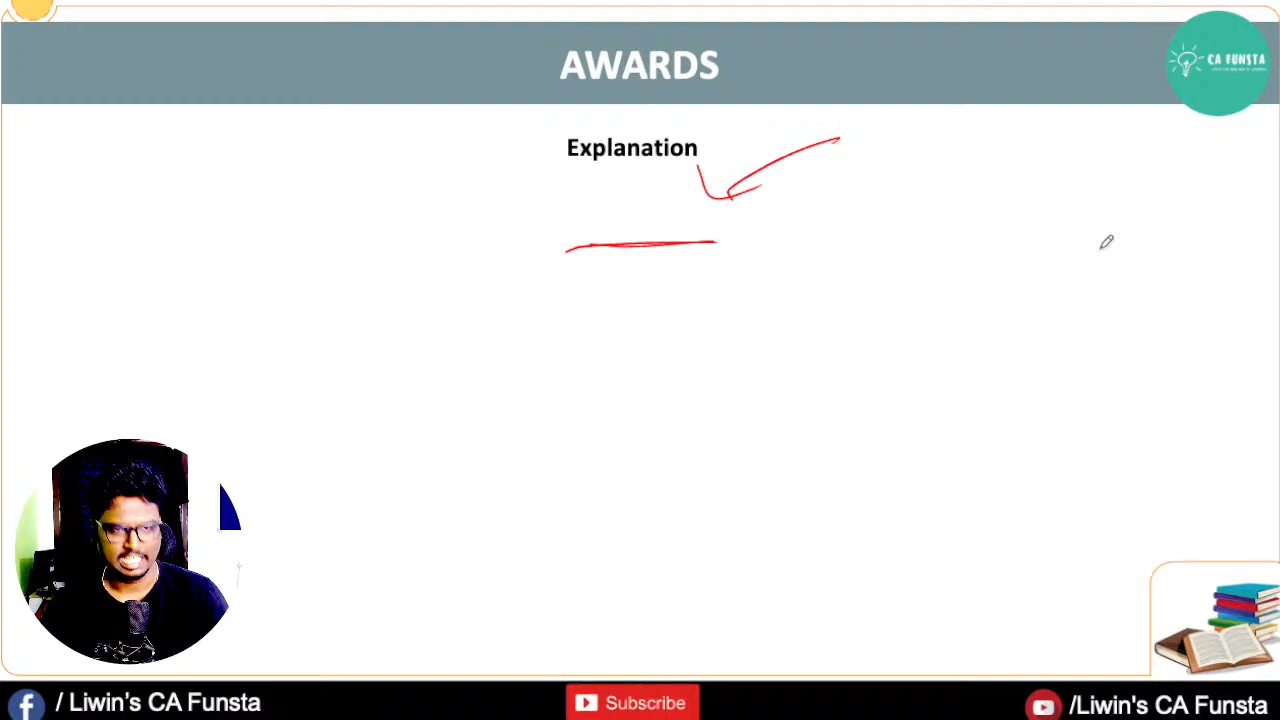 AWARDS
CA FUNSTA
Explanation
/ Liwin's CA Funsta
Subscribe
/Liwin's CA Funsta